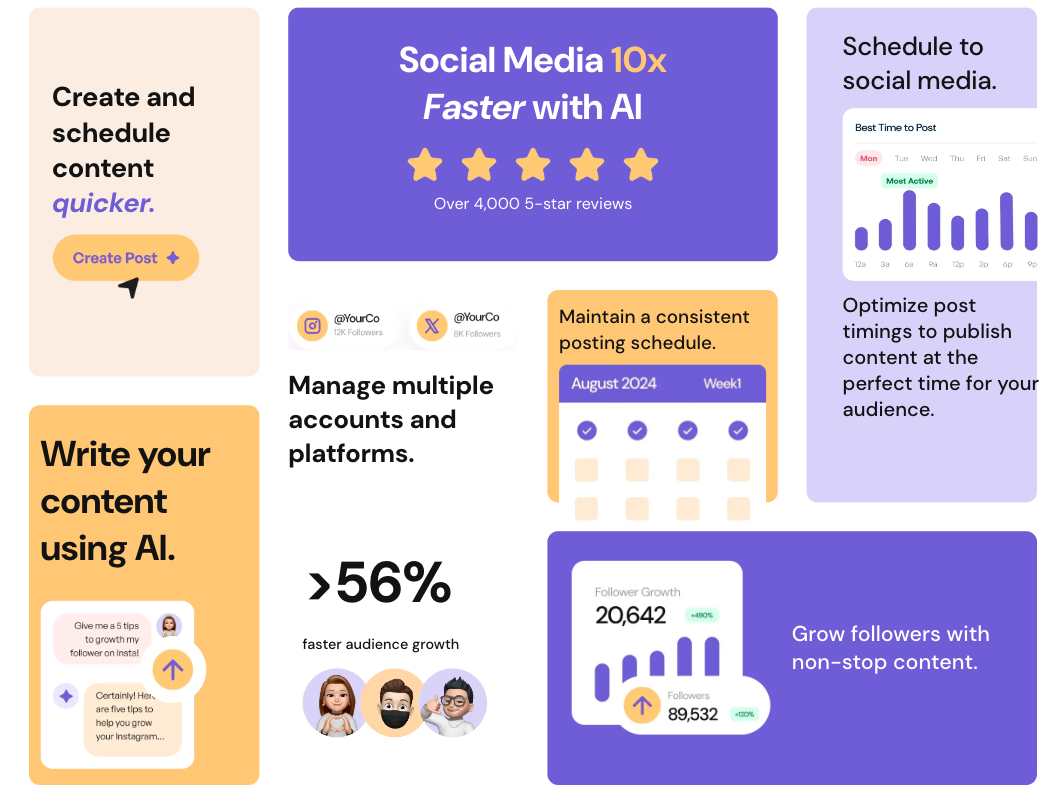 Create and
schedule
content
quicker.
Create Post
Social Media 10x
Faster with AI
Over 4,000 5-star reviews
Schedule to
social media.
Best Time to Post
Mon Tue Wed Thu Fri Sat Sun
Most Active
12a 3a 6a 9a 12p 3p 6p 9p
Optimize post
timings to publish
content at the
perfect time for your
audience.
@YourCo
12K Followers
@YourCo
8K Followers
Manage multiple
accounts and
platforms.
Maintain a consistent
posting schedule.
August 2024 Week1
Write your
content
using AI.
Give me a 5 tips
to growth my
follower on Insta!
Certainly! Here
are five tips to
help you grow
your Instagram...
>56%
faster audience growth
Follower Growth
20,642 +490%
Followers
89,532 +120%
Grow followers with
non-stop content.